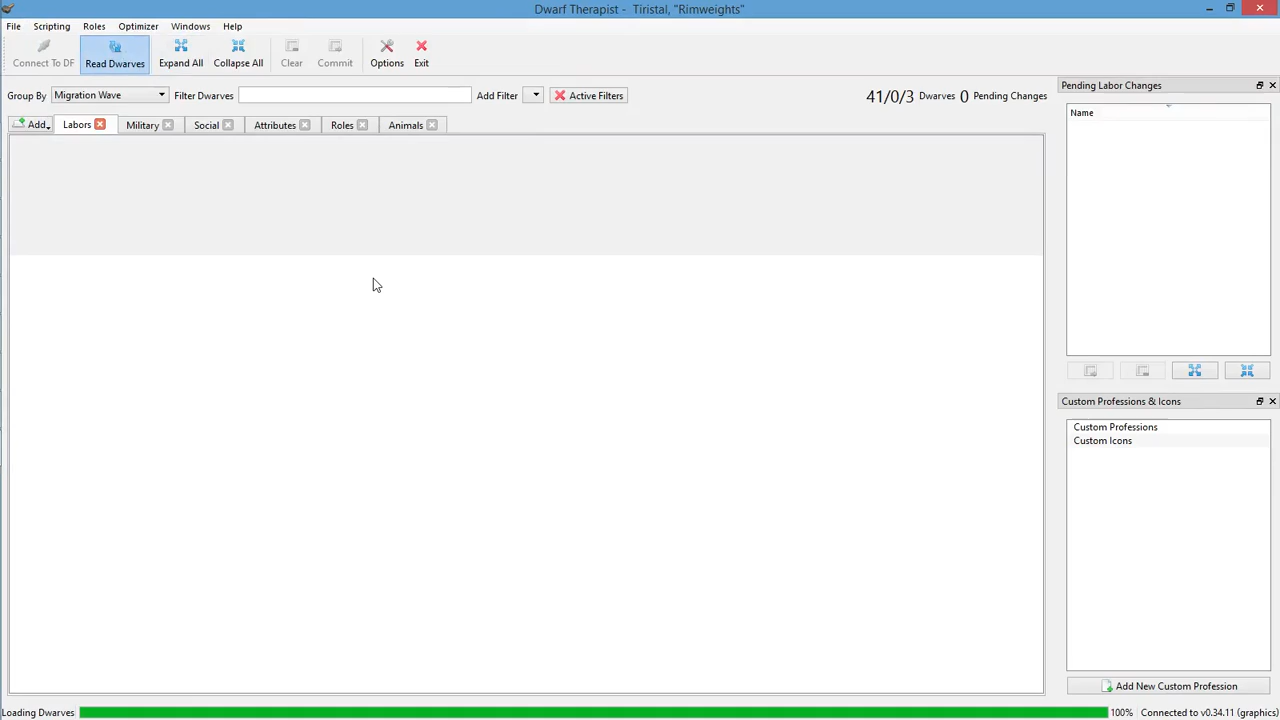 Dwarf Therapist - Tiristal, "Rimweights"
File Scripting Roles Optimizer Windows Help
Connect To DF Read Dwarves Expand All Collapse All Clear Commit Options Exit
Group By Migration Wave Filter Dwarves Add Filter Active Filters 41/0/3 Dwarves 0 Pending Changes
Add Labors Military Social Attributes Roles Animals
Pending Labor Changes
Name
Custom Professions & Icons
Custom Professions
Custom Icons
Add New Custom Profession
Loading Dwarves 100% Connected to v0.34.11 (graphics)